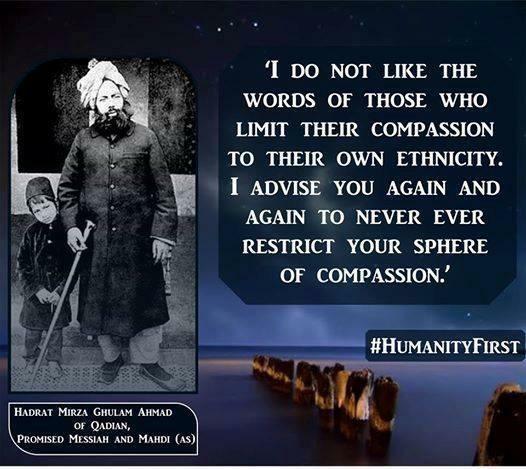 'I DO NOT LIKE THE
WORDS OF THOSE WHO
LIMIT THEIR COMPASSION
TO THEIR OWN ETHNICITY.
I ADVISE YOU AGAIN AND
AGAIN TO NEVER EVER
RESTRICT YOUR SPHERE
OF COMPASSION.'
#HUMANITYFIRST
HADRAT MIRZA GHULAM AHMAD
OF QADIAN,
PROMISED MESSIAH AND MAHDI (AS)